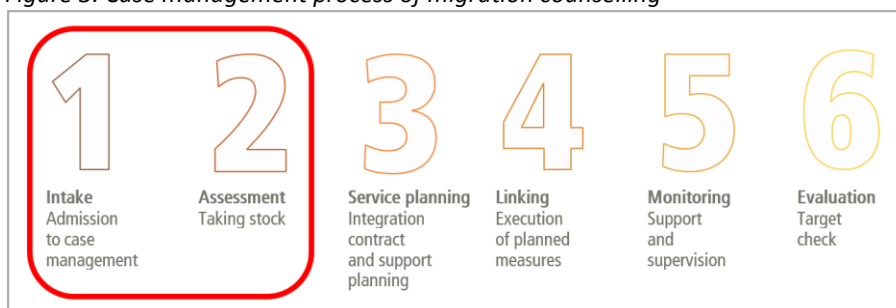 Figure 3: Case management process of migration counselling
1
Intake
Admission
to case
management
2
Assessment
Taking stock
3
Service planning
Integration
contract
and support
planning
4
Linking
Execution
of planned
measures
5
Monitoring
Support
and
supervision
6
Evaluation
Target
check